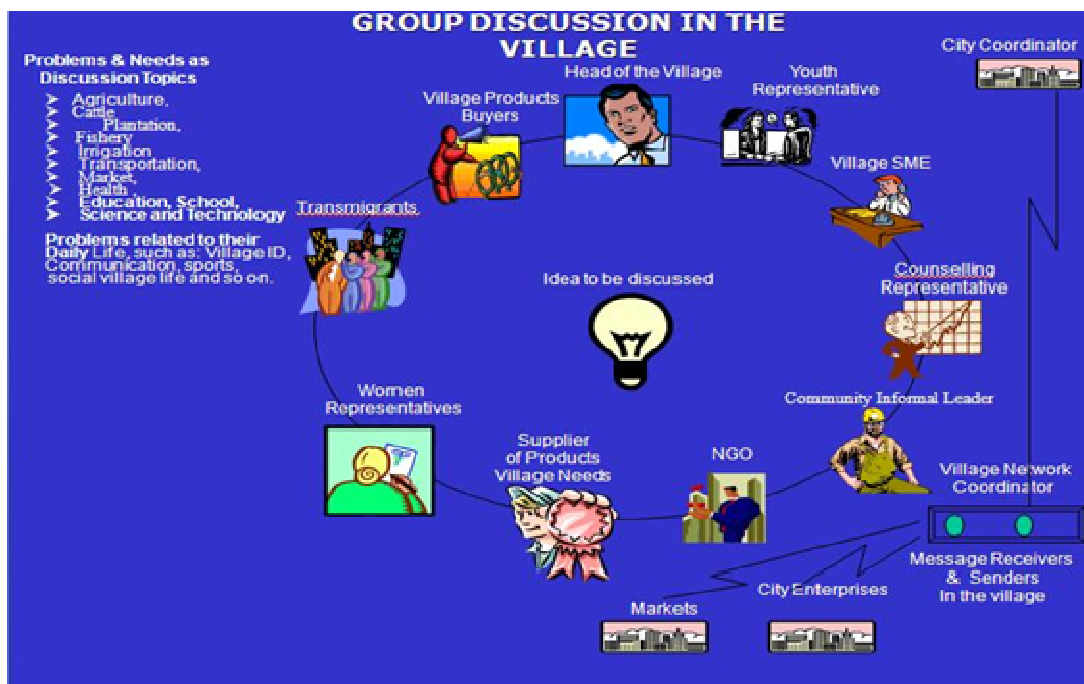 GROUP DISCUSSION IN THE
VILLAGE
Problems & Needs as
Discussion Topics
Agriculture,
Cattle
Plantation,
Fishery
Irrigation
Transportation,
Market,
Health
Education, School,
Science and Technology
Problems related to their
Daily Life, such as: Village ID,
Communication, sports,
social village life and so on.
City Coordinator
Head of the Village
Youth
Representative
Village Products
Buyers
Village SME
Transmigrants
Counselling
Representative
Idea to be discussed
Women
Representatives
Community Informal Leader
Supplier
of Products
Village Needs
NGO
Village Network
Coordinator
Message Receivers
& Senders
In the village
City Enterprises
Markets